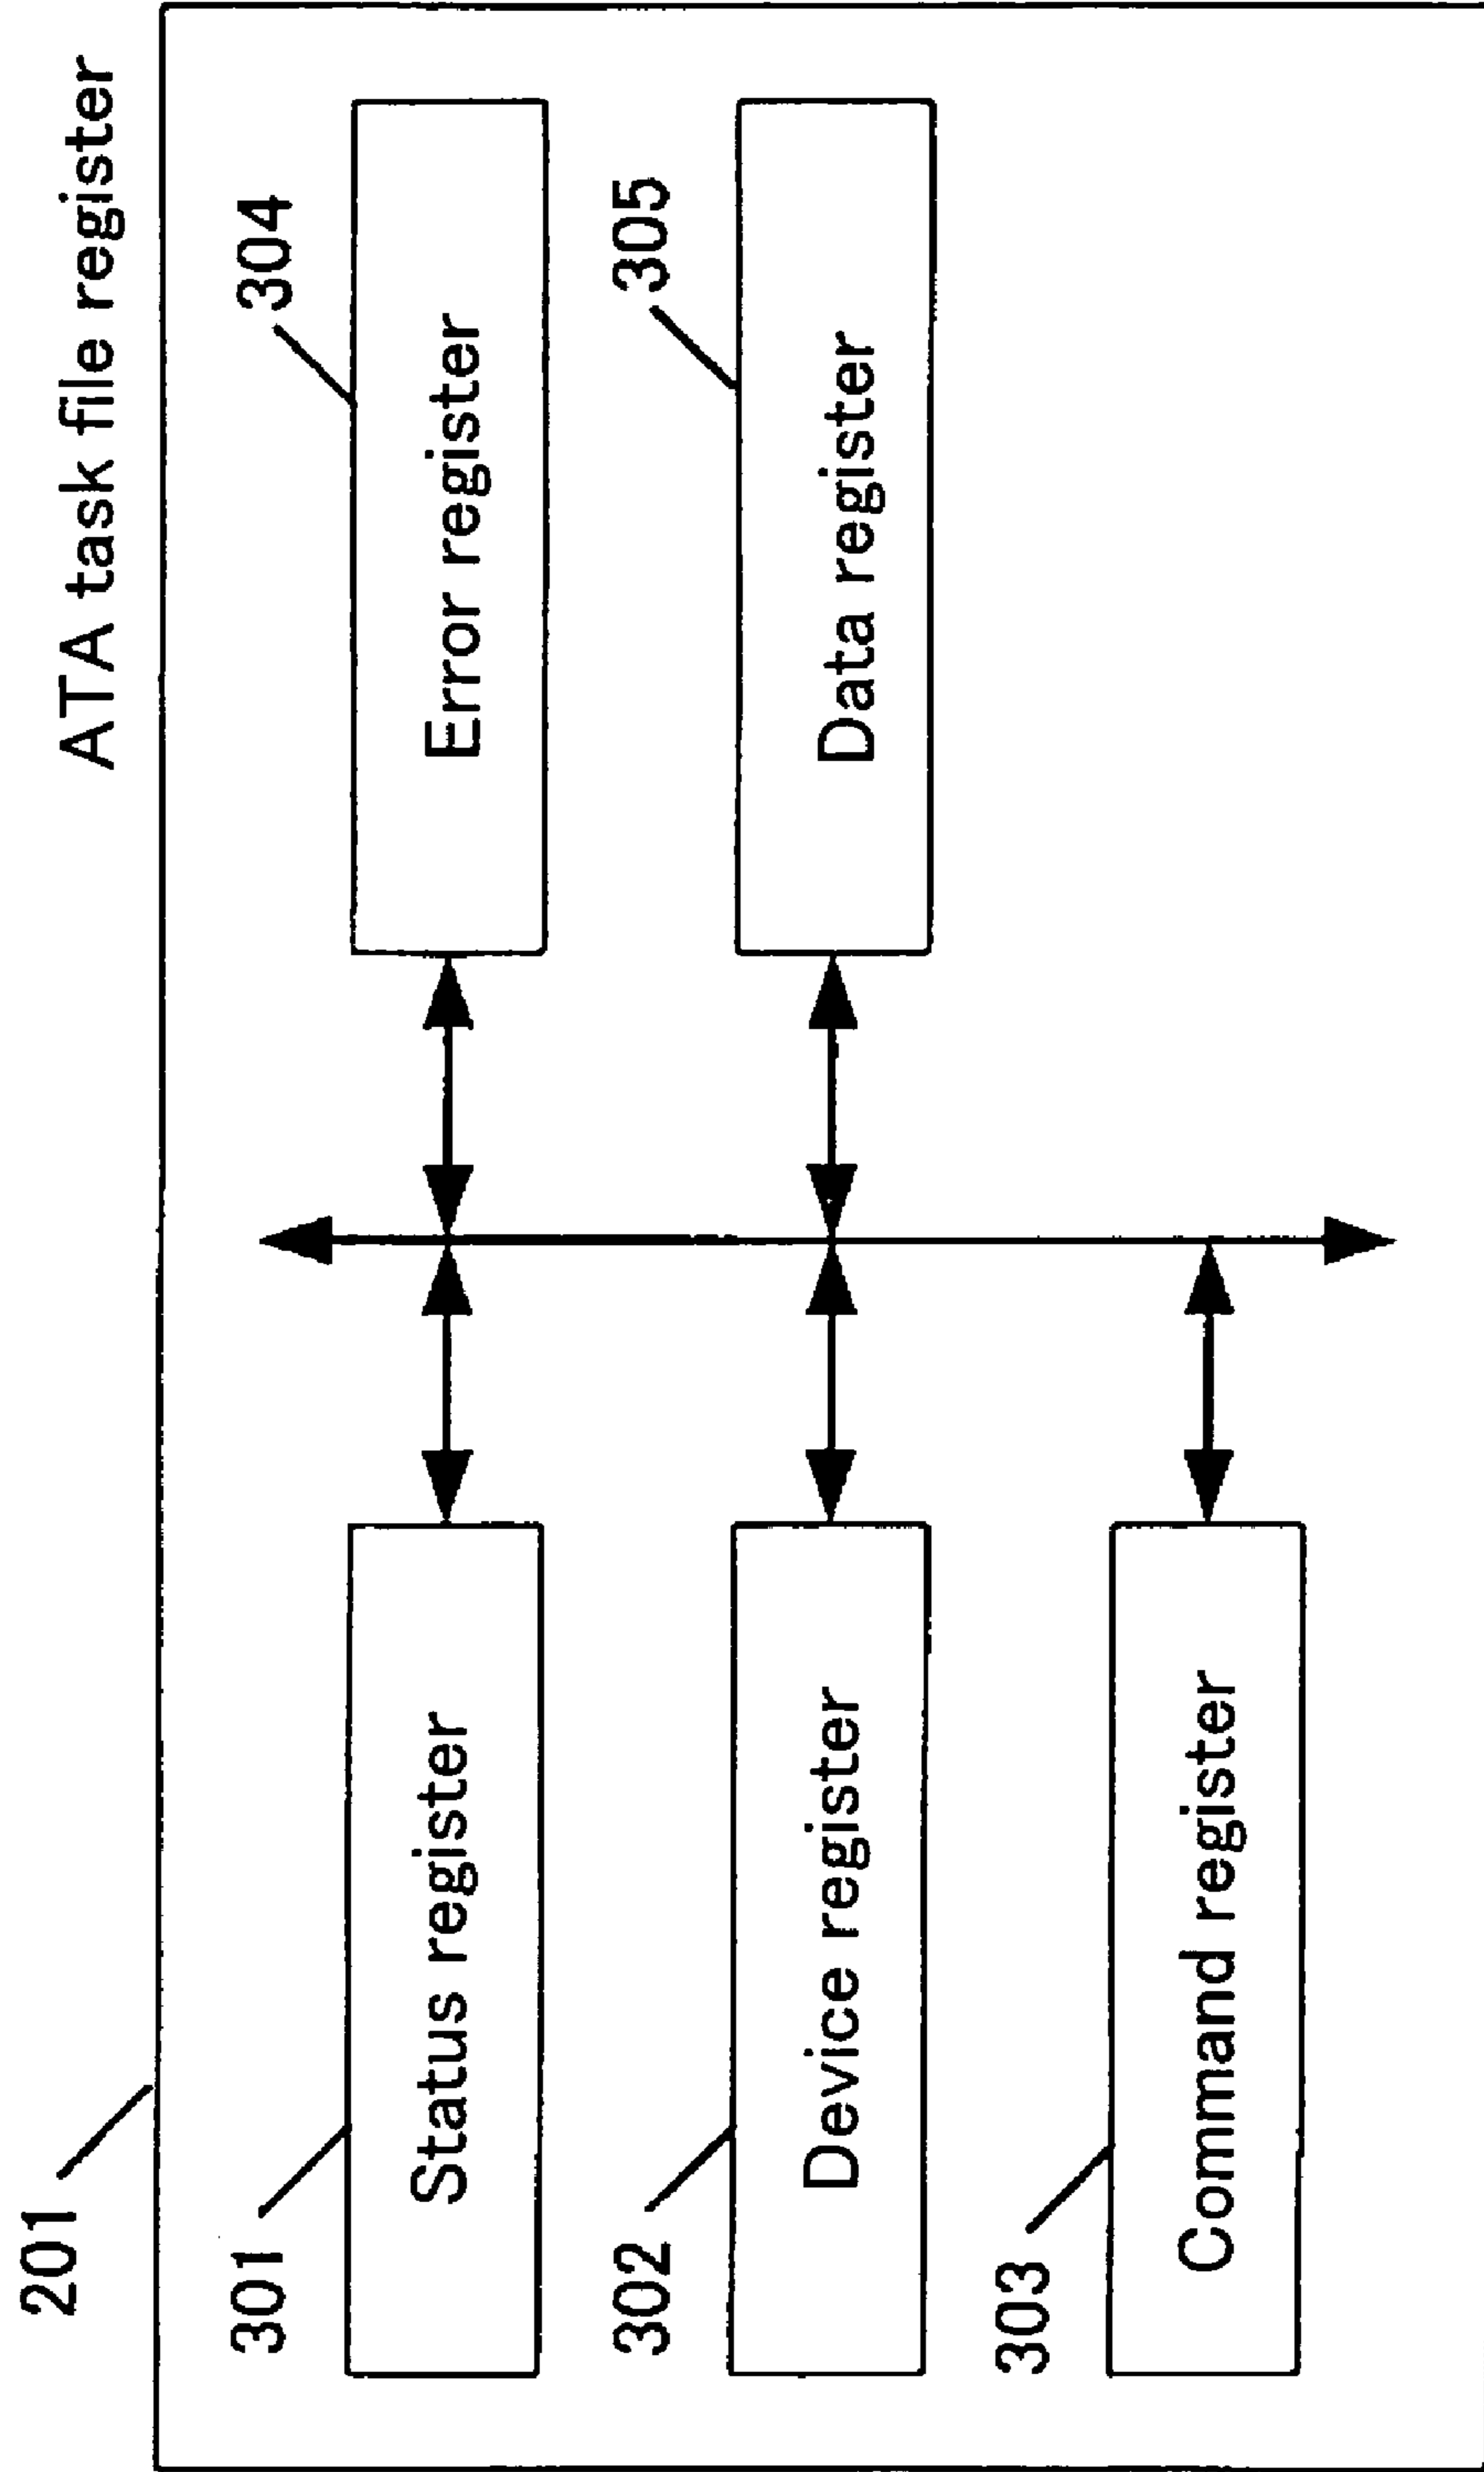 201
ATA task file register
301
Status register
304
Error register
302
Device register
305
Data register
303
Command register